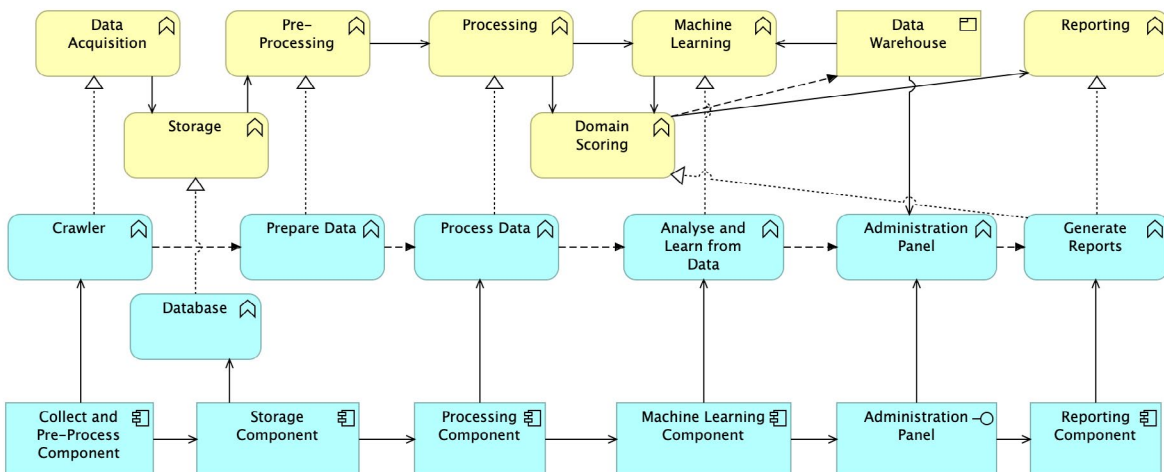 Data
Acquisition
Pre-
Processing
Processing
Machine
Learning
Data
Warehouse
Reporting
Storage
Domain
Scoring
Crawler
Prepare Data
Process Data
Analyse and
Learn from
Data
Administration
Panel
Generate
Reports
Database
Collect and
Pre-Process
Component
Storage
Component
Processing
Component
Machine Learning
Component
Administration
Panel
Reporting
Component